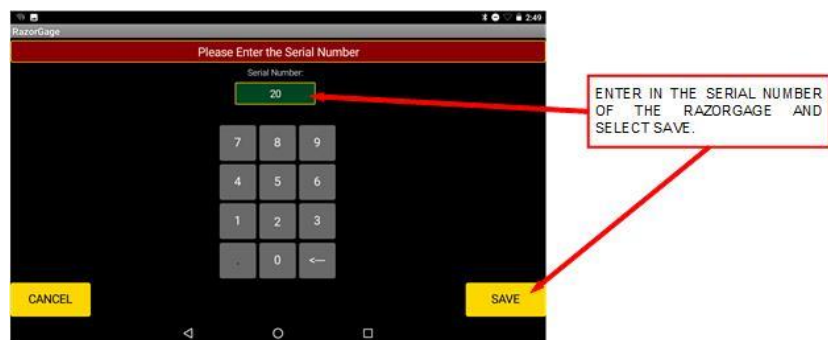 2:49
RazorGage
Please Enter the Serial Number
Serial Number:
20
7 8 9
4 5 6
1 2 3
. 0 <—
CANCEL
SAVE
ENTER IN THE SERIAL NUMBER
OF THE RAZORGAGE AND
SELECT SAVE.